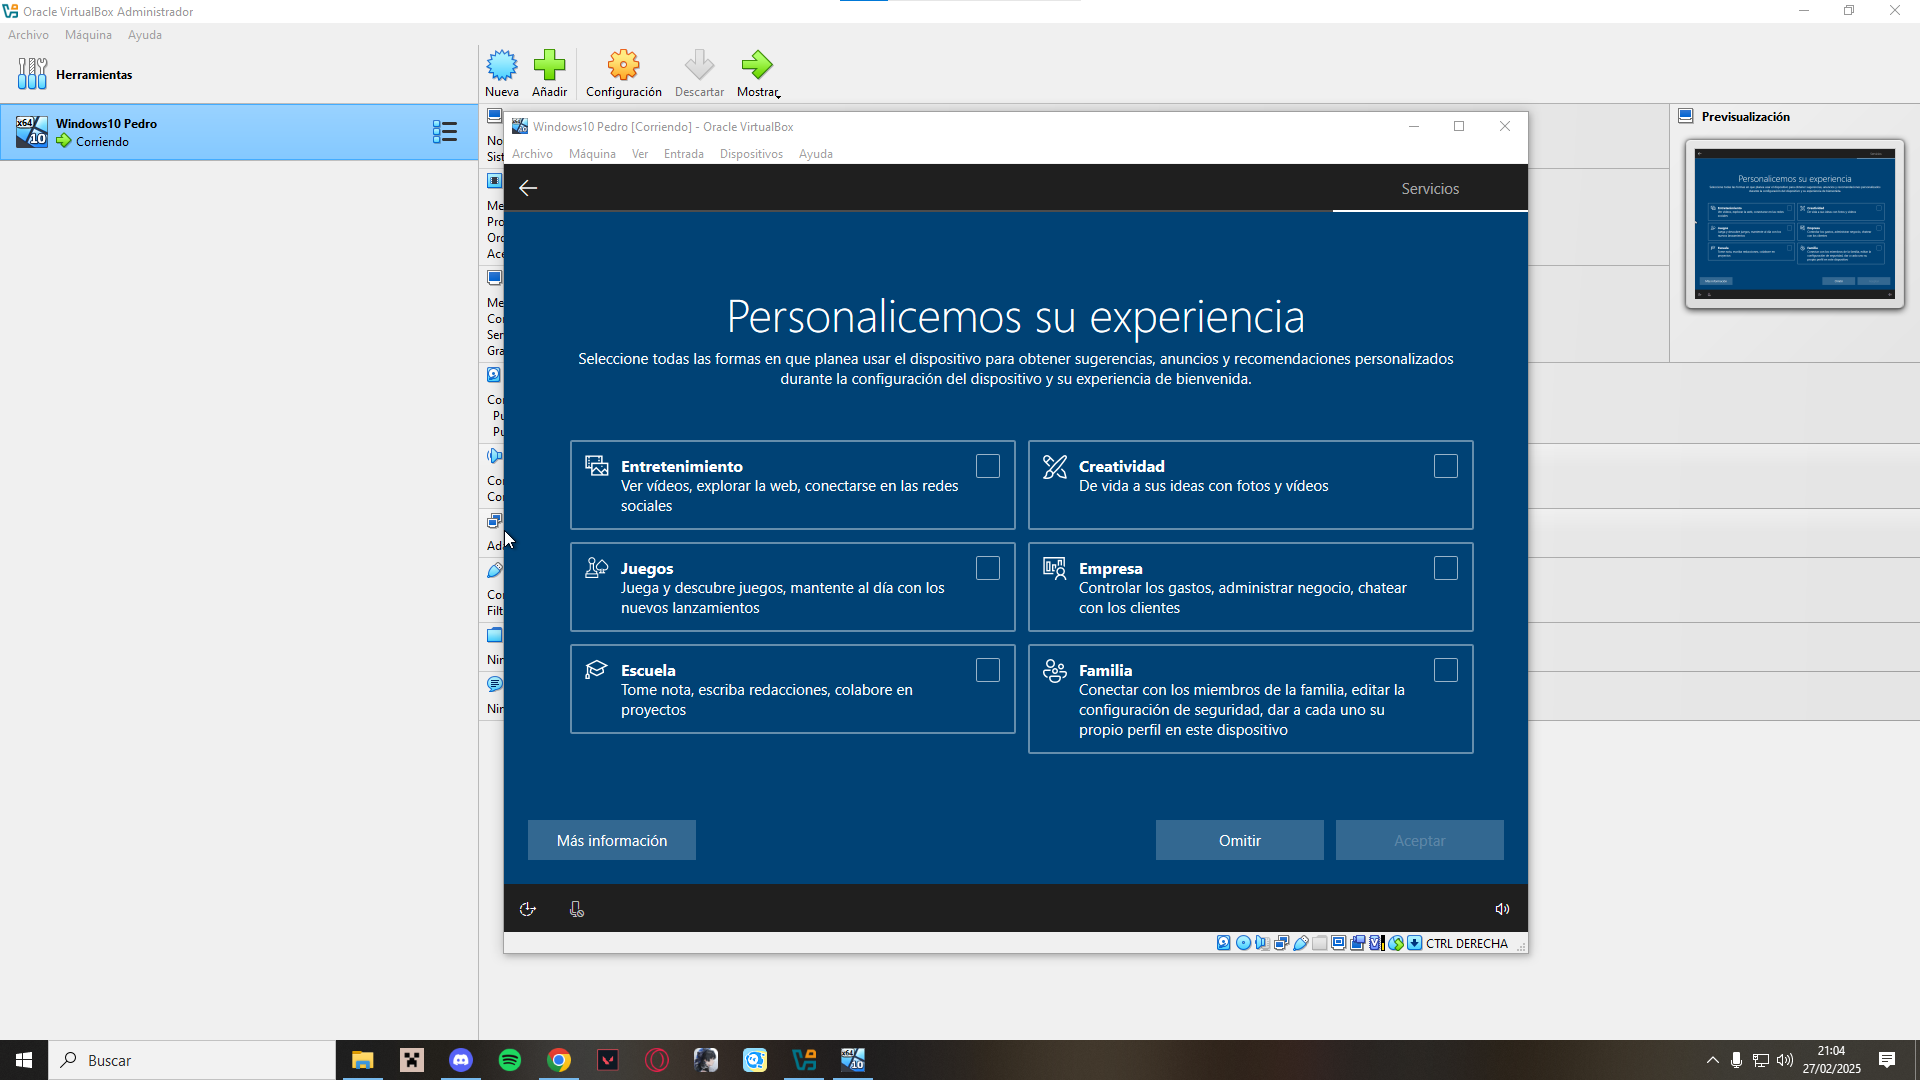 Oracle VirtualBox Administrador
Archivo Máquina Ayuda
Herramientas
Nueva Añadir Configuración Descartar Mostrar
Windows10 Pedro
Corriendo
Previsualización
Windows10 Pedro [Corriendo] - Oracle VirtualBox
Archivo Máquina Ver Entrada Dispositivos Ayuda
Servicios
Personalicemos su experiencia
Seleccione todas las formas en que planea usar el dispositivo para obtener sugerencias, anuncios y recomendaciones personalizados
durante la configuración del dispositivo y su experiencia de bienvenida.
Entretenimiento
Ver vídeos, explorar la web, conectarse en las redes
sociales
Creatividad
De vida a sus ideas con fotos y vídeos
Juegos
Juega y descubre juegos, mantente al día con los
nuevos lanzamientos
Empresa
Controlar los gastos, administrar negocio, chatear
con los clientes
Escuela
Tome nota, escriba redacciones, colabore en
proyectos
Familia
Conectar con los miembros de la familia, editar la
configuración de seguridad, dar a cada uno su
propio perfil en este dispositivo
Más información
Omitir
Aceptar
CTRL DERECHA
Buscar
21:04
27/02/2025